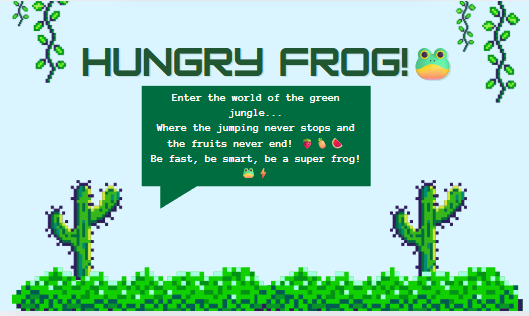 HUNGRY FROG!🐸
Enter the world of the green
jungle...
Where the jumping never stops and
the fruits never end! 🍓🍍🍉
Be fast, be smart, be a super frog!
🐸⚡